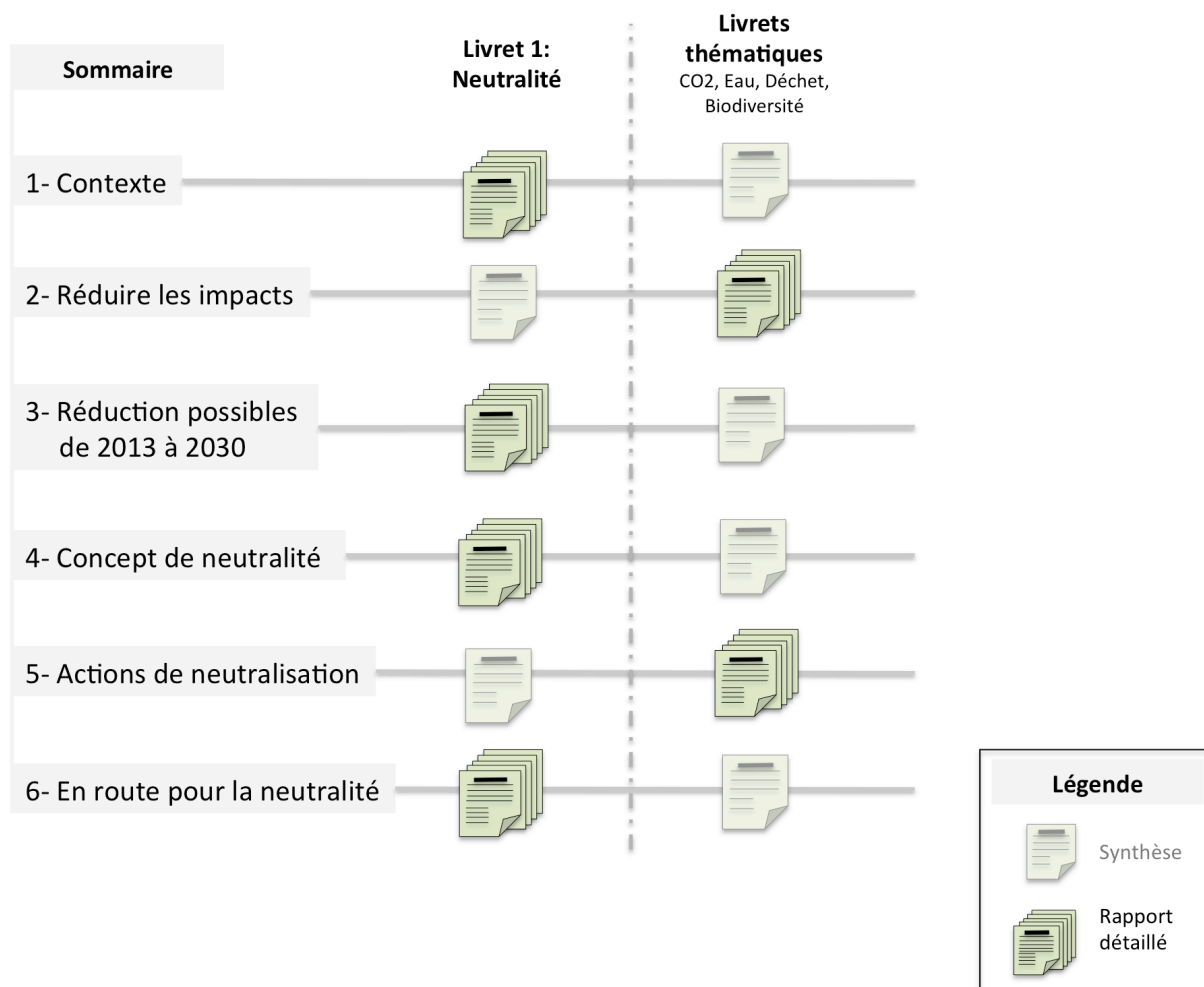 Sommaire
Livret 1:
Neutralité
Livrets
thématiques
CO2, Eau, Déchet,
Biodiversité
1- Contexte
2- Réduire les impacts
3- Réduction possibles
de 2013 à 2030
4- Concept de neutralité
5- Actions de neutralisation
6- En route pour la neutralité
Légende
Synthèse
Rapport
détaillé